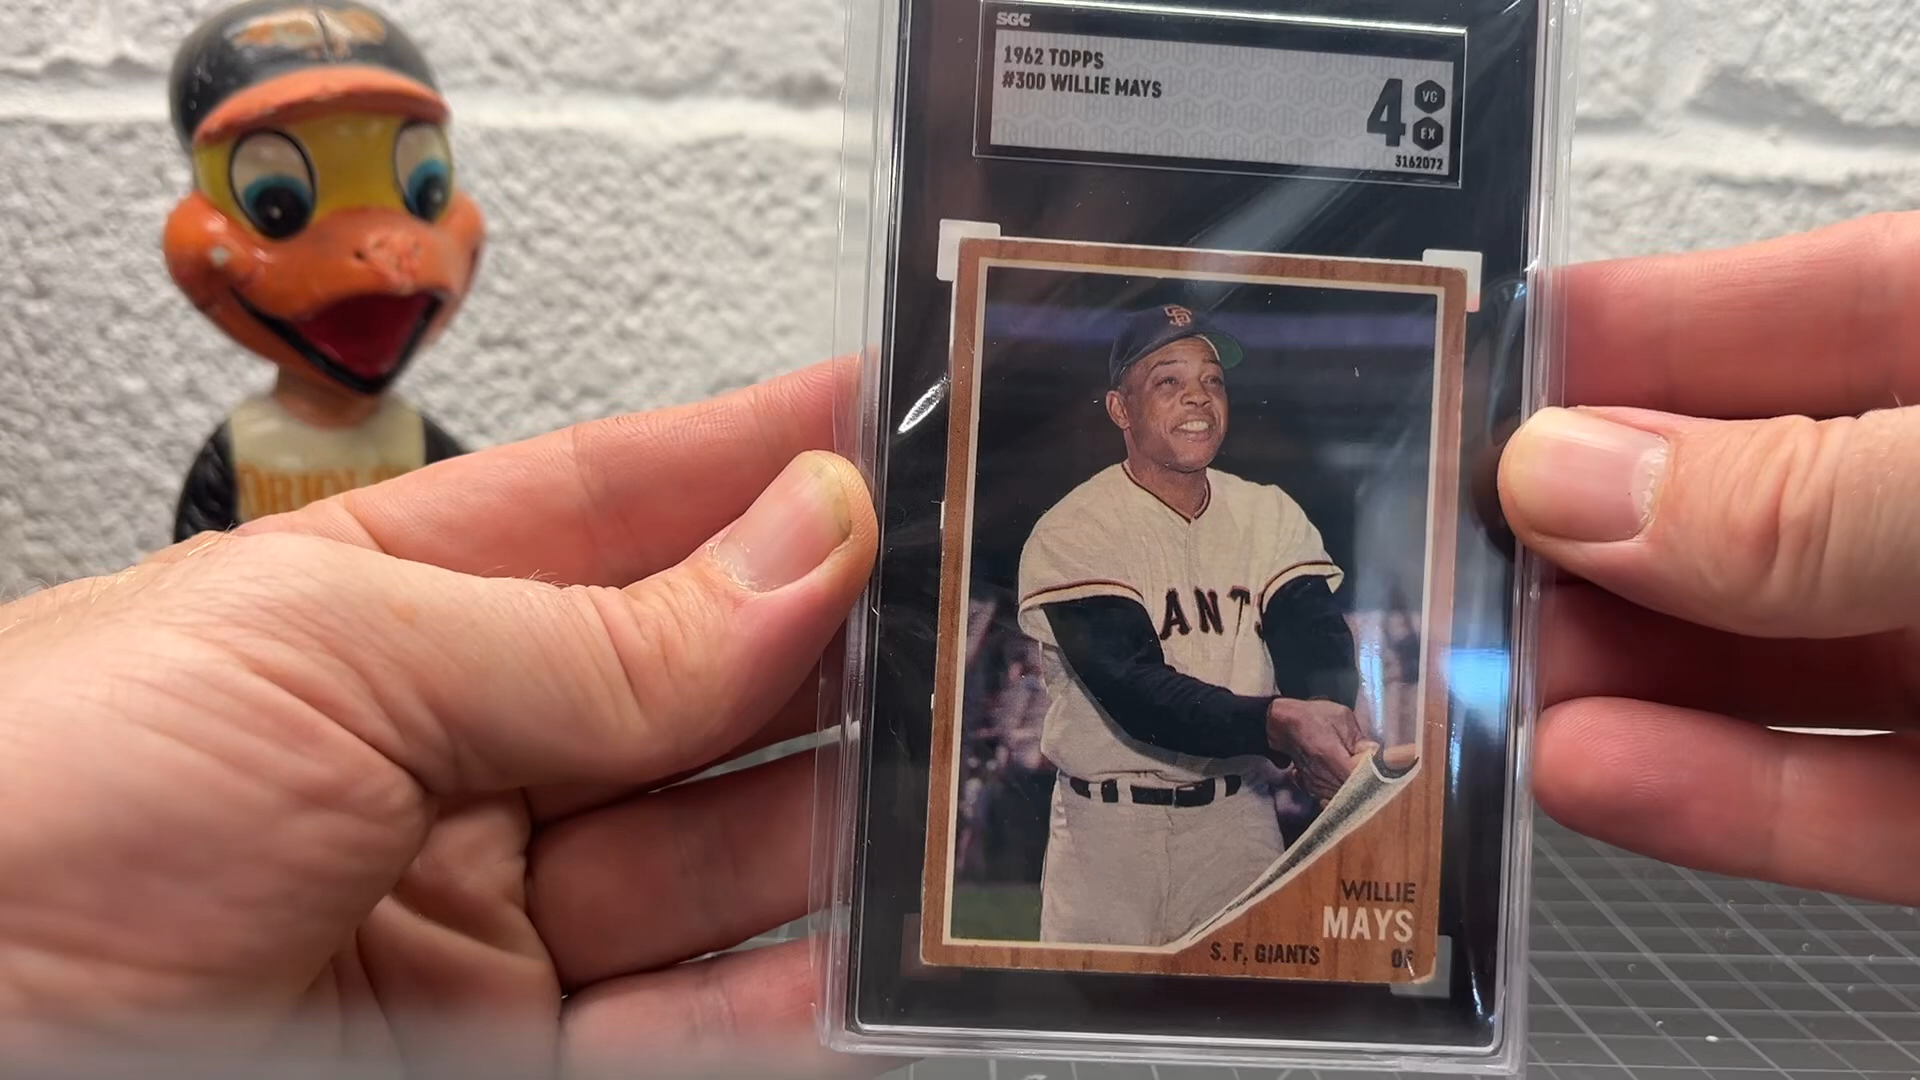 SGC
1962 TOPPS
#300 WILLIE MAYS
4
VG
EX
3162072
SF
ANTS
WILLIE
MAYS
S. F. GIANTS
OF